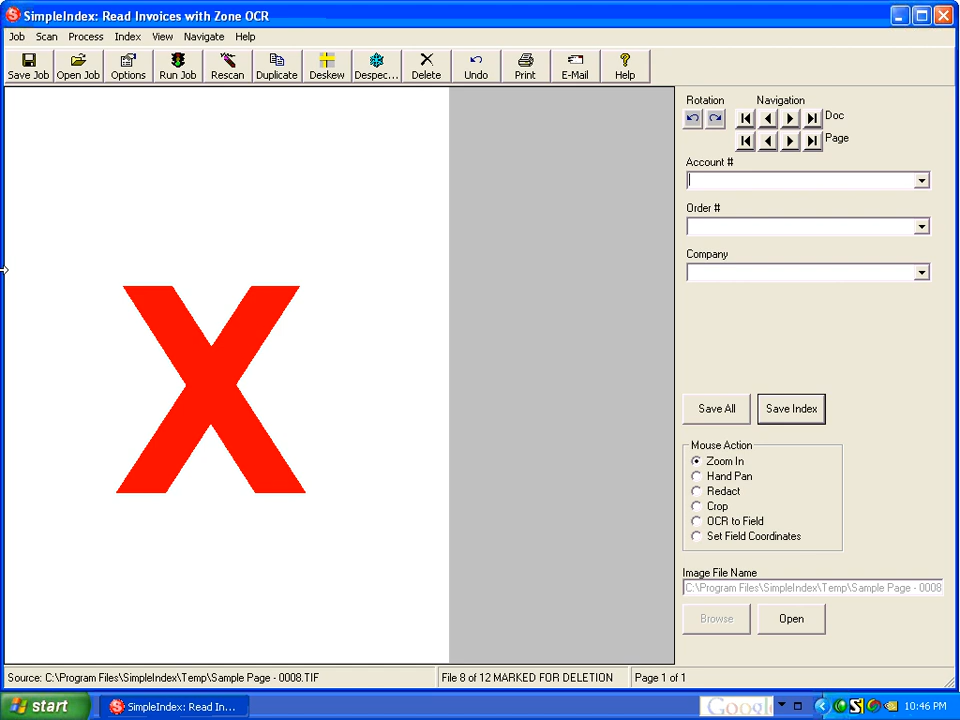 SimpleIndex: Read Invoices with Zone OCR
Job Scan Process Index View Navigate Help
Save Job Open Job Options Run Job Rescan Duplicate Deskew Despec... Delete Undo Print E-Mail Help
Rotation Navigation
Doc
Page
Account #
Order #
Company
X
Save All Save Index
Mouse Action
Zoom In
Hand Pan
Redact
Crop
OCR to Field
Set Field Coordinates
Image File Name
C:\Program Files\SimpleIndex\Temp\Sample Page - 0008
Browse Open
Source: C:\Program Files\SimpleIndex\Temp\Sample Page - 0008.TIF File 8 of 12 MARKED FOR DELETION Page 1 of 1
start SimpleIndex: Read In... Google 10:46 PM